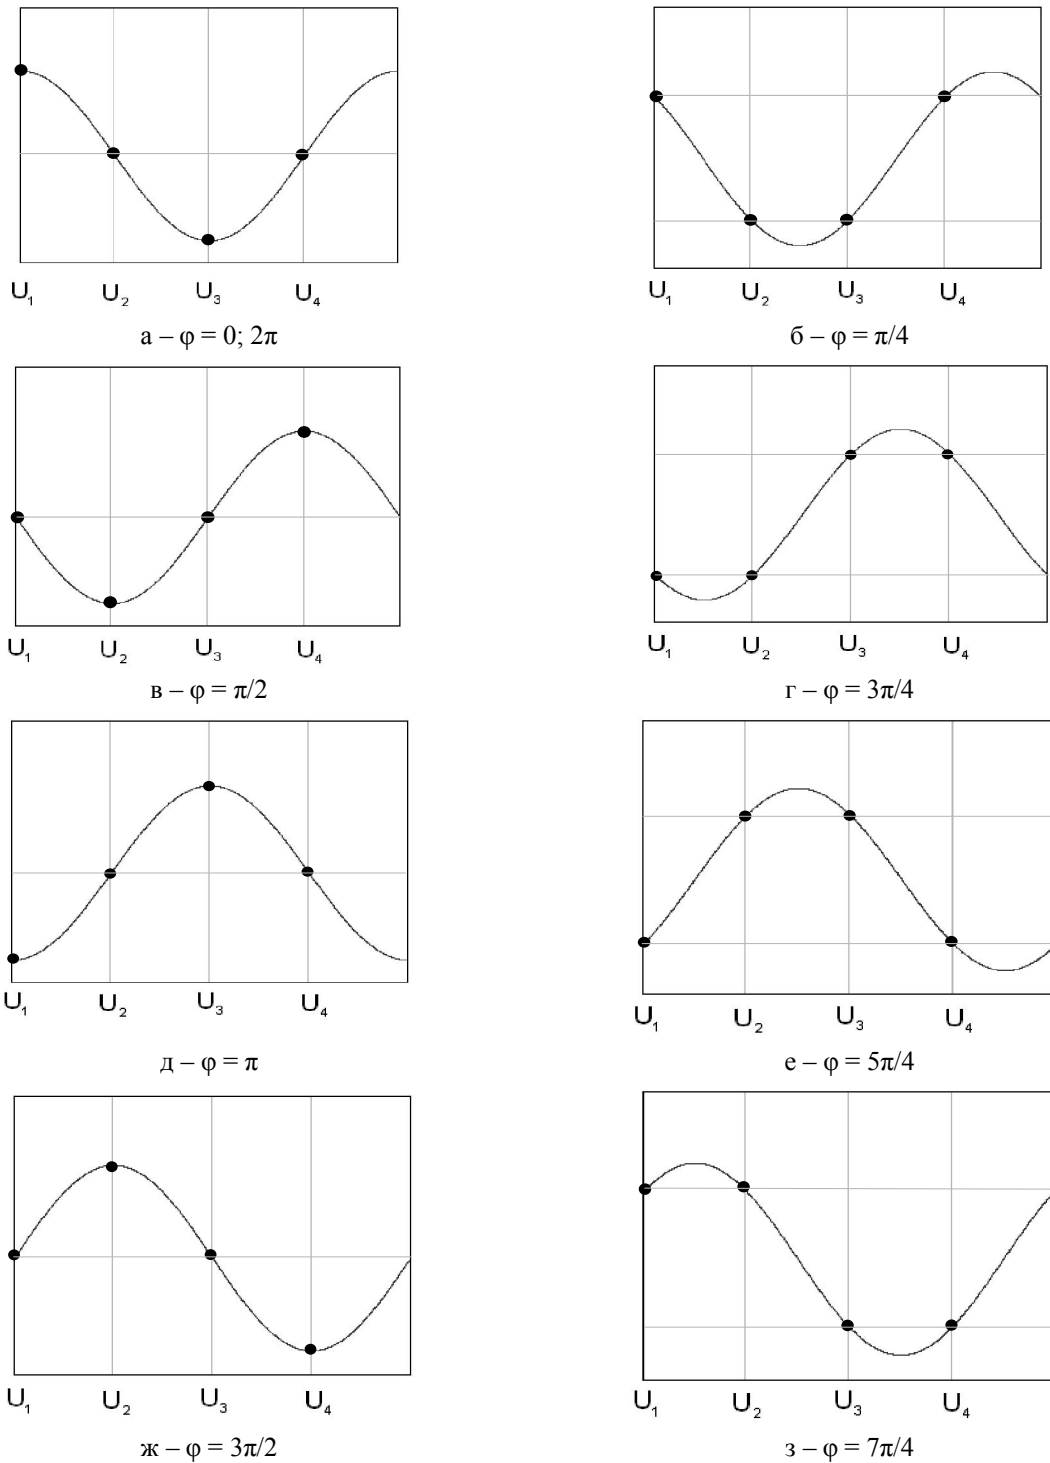 U₁ U₂ U₃ U₄
U₁ U₂ U₃ U₄
а – φ = 0; 2π
б – φ = π/4
U₁ U₂ U₃ U₄
U₁ U₂ U₃ U₄
в – φ = π/2
г – φ = 3π/4
U₁ U₂ U₃ U₄
U₁ U₂ U₃ U₄
д – φ = π
е – φ = 5π/4
U₁ U₂ U₃ U₄
U₁ U₂ U₃ U₄
ж – φ = 3π/2
з – φ = 7π/4